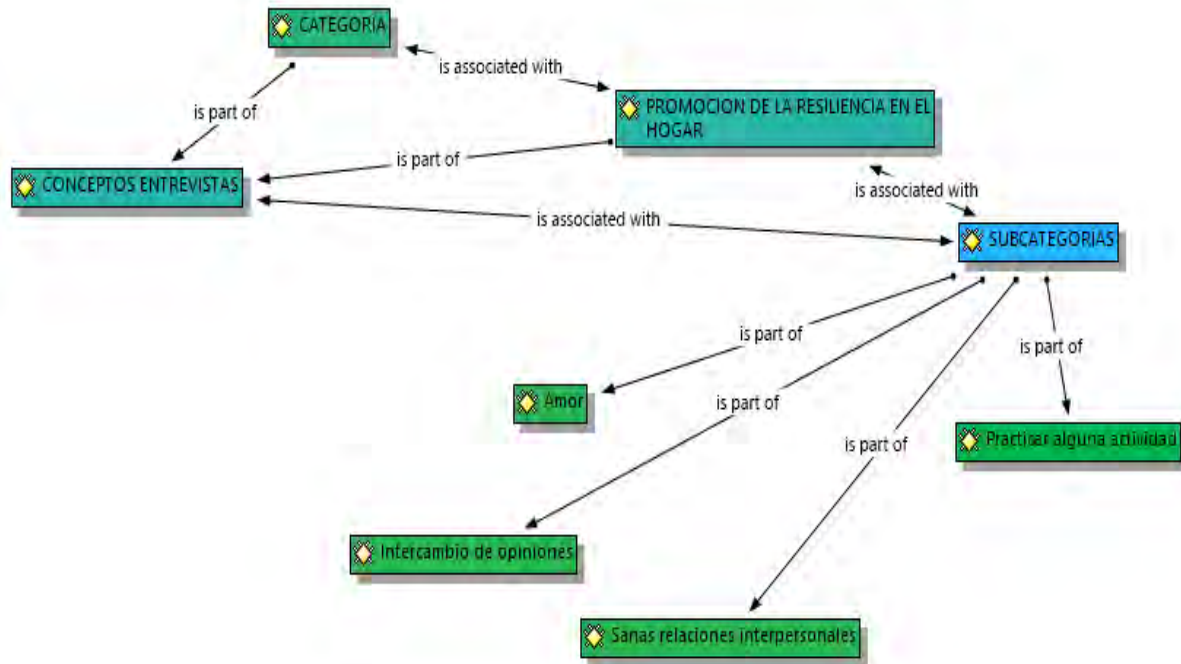 CATEGORIA
is associated with
is part of
PROMOCION DE LA RESILIENCIA EN EL
HOGAR
is part of
CONCEPTOS ENTREVISTAS
is associated with
is associated with
SUBCATEGORIAS
is part of
is part of
Amor
is part of
Practicar alguna actividad
is part of
Intercambio de opiniones
Sanas relaciones interpersonales